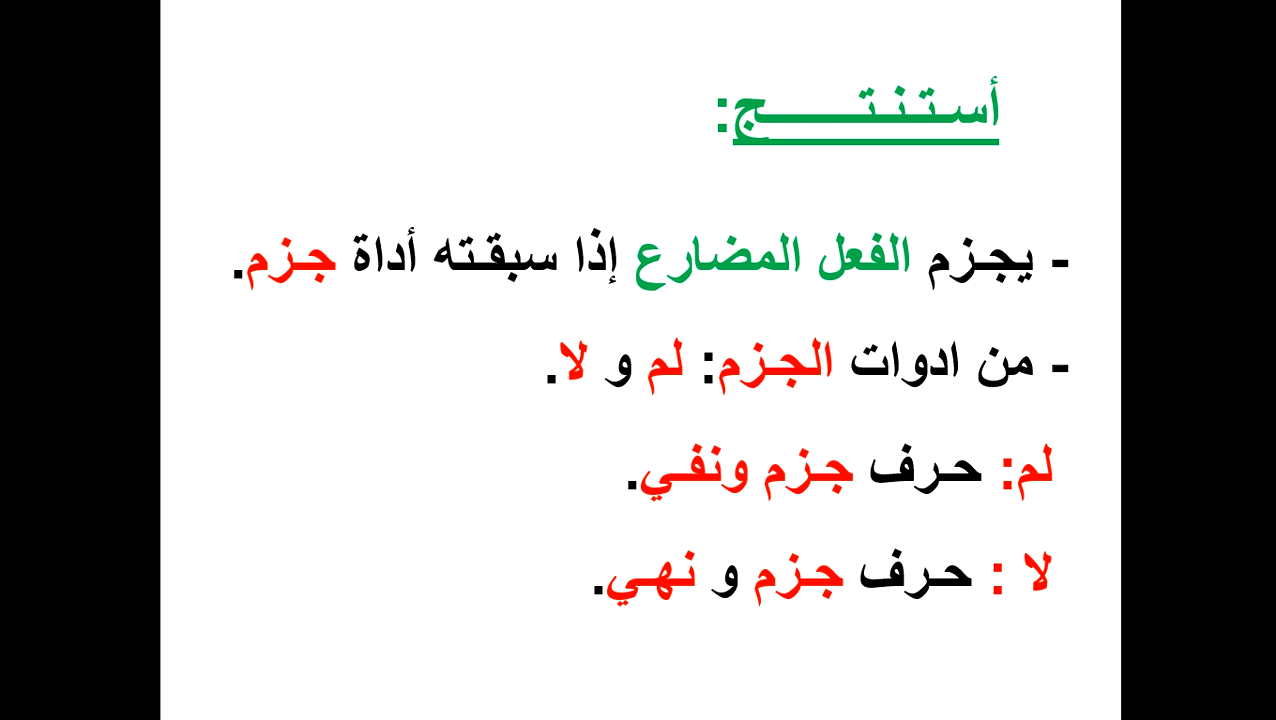 أستنتج:
- يجزم الفعل المضارع إذا سبقته أداة جزم.
- من ادوات الجزم: لم و لا.
لم: حرف جزم ونفي.
لا : حرف جزم و نهي.